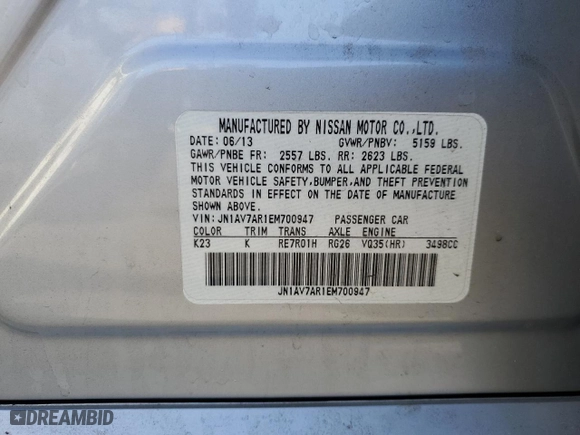 MANUFACTURED BY NISSAN MOTOR CO.,LTD.
DATE: 06/13 GVWR/PNBV: 5159 LBS.
GAWR/PNBE FR: 2557 LBS. RR: 2623 LBS.
THIS VEHICLE CONFORMS TO ALL APPLICABLE FEDERAL
MOTOR VEHICLE SAFETY,BUMPER,AND THEFT PREVENTION
STANDARDS IN EFFECT ON THE DATE OF MANUFACTURE
SHOWN ABOVE.
VIN: JN1AV7AR1EM700947 PASSENGER CAR
COLOR TRIM TRANS AXLE ENGINE
K23 K RE7R01H RG26 VQ35(HR) 3498CC
JN1AV7AR1EM700947
DREAMBID